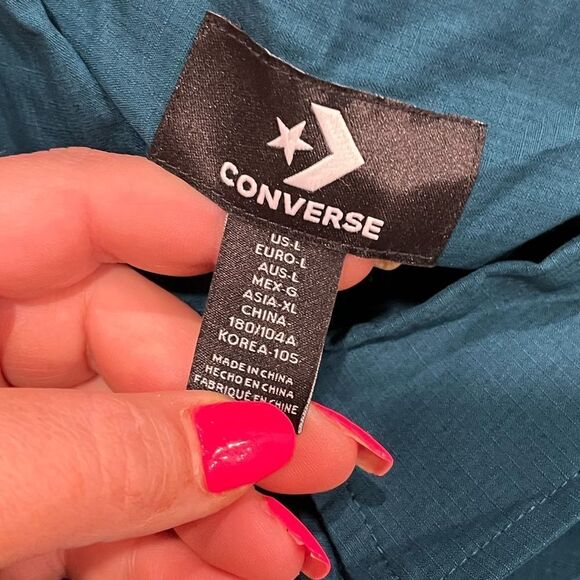 CONVERSE
US-L
EURO-L
AUS-L
MEX-G
ASIA-XL
CHINA
180/104A
KOREA-105
MADE IN CHINA
HECHO EN CHINA
FABRIQUÉ EN CHINE